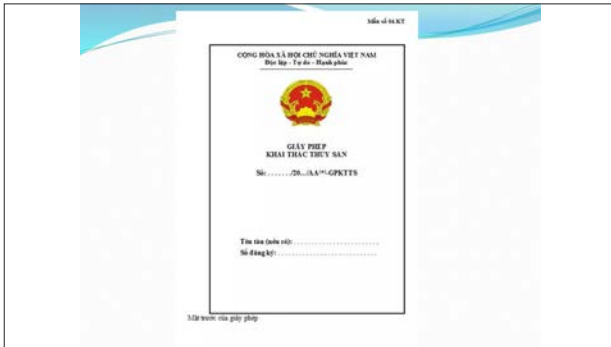 Mẫu số 04.KT
CỘNG HÒA XÃ HỘI CHỦ NGHĨA VIỆT NAM
Độc lập - Tự do - Hạnh phúc
GIẤY PHÉP
KHAI THÁC THỦY SẢN
Số: ......../20.../AA(*)-GPKTTS
Tên tàu (nếu có): ........................
Số đăng ký: ............................
Mặt trước của giấy phép